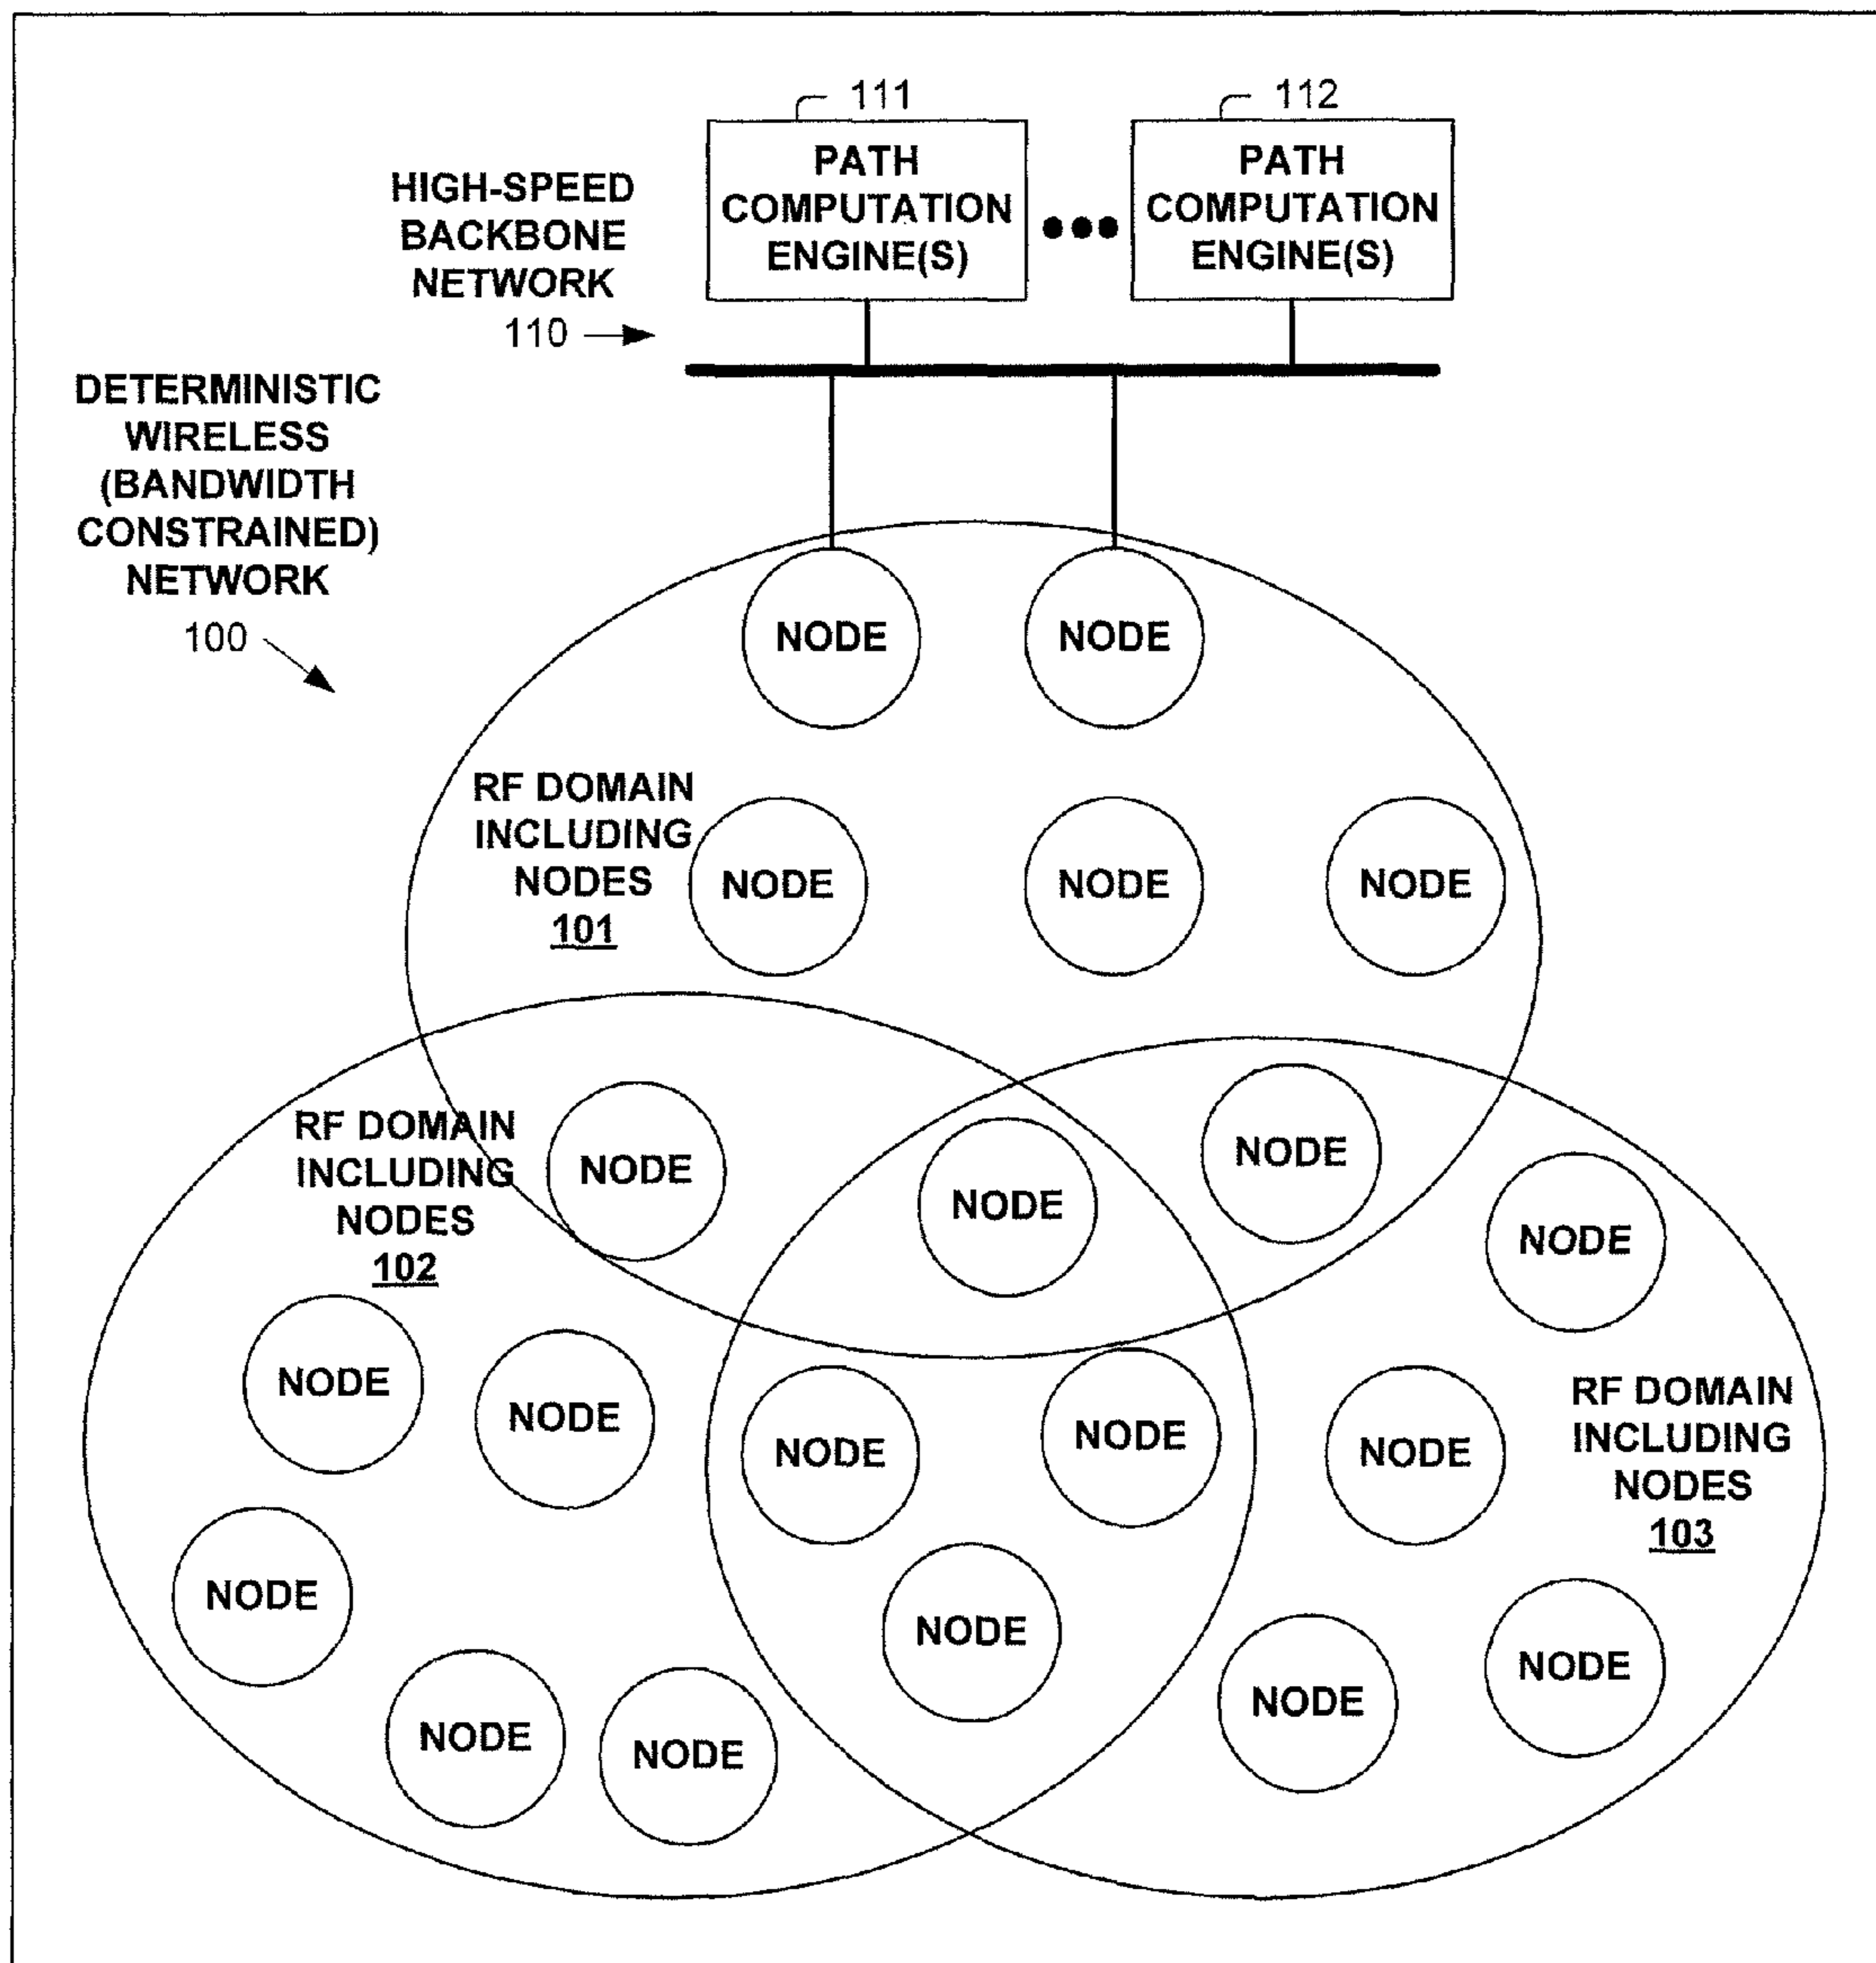 111
112
PATH
COMPUTATION
ENGINE(S)
PATH
COMPUTATION
ENGINE(S)
HIGH-SPEED
BACKBONE
NETWORK
110
DETERMINISTIC
WIRELESS
(BANDWIDTH
CONSTRAINED)
NETWORK
100
NODE
NODE
RF DOMAIN
INCLUDING
NODES
101
NODE
NODE
NODE
RF DOMAIN
INCLUDING
NODES
102
NODE
NODE
NODE
NODE
NODE
NODE
NODE
NODE
NODE
RF DOMAIN
INCLUDING
NODES
103
NODE
NODE
NODE
NODE
NODE
NODE